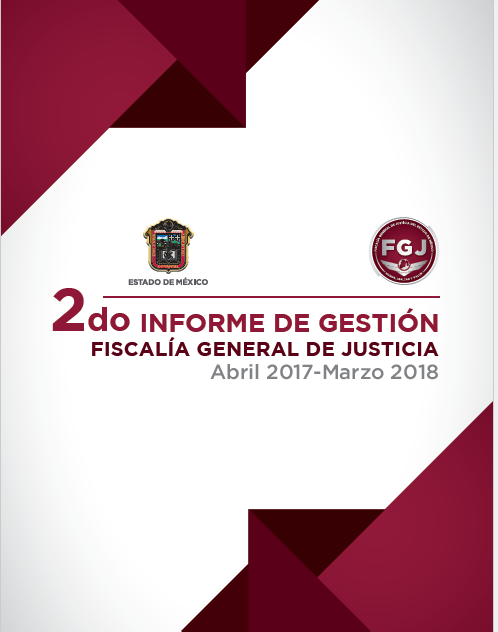 ESTADO DE MÉXICO
FGJ
2do INFORME DE GESTIÓN
FISCALÍA GENERAL DE JUSTICIA
Abril 2017-Marzo 2018